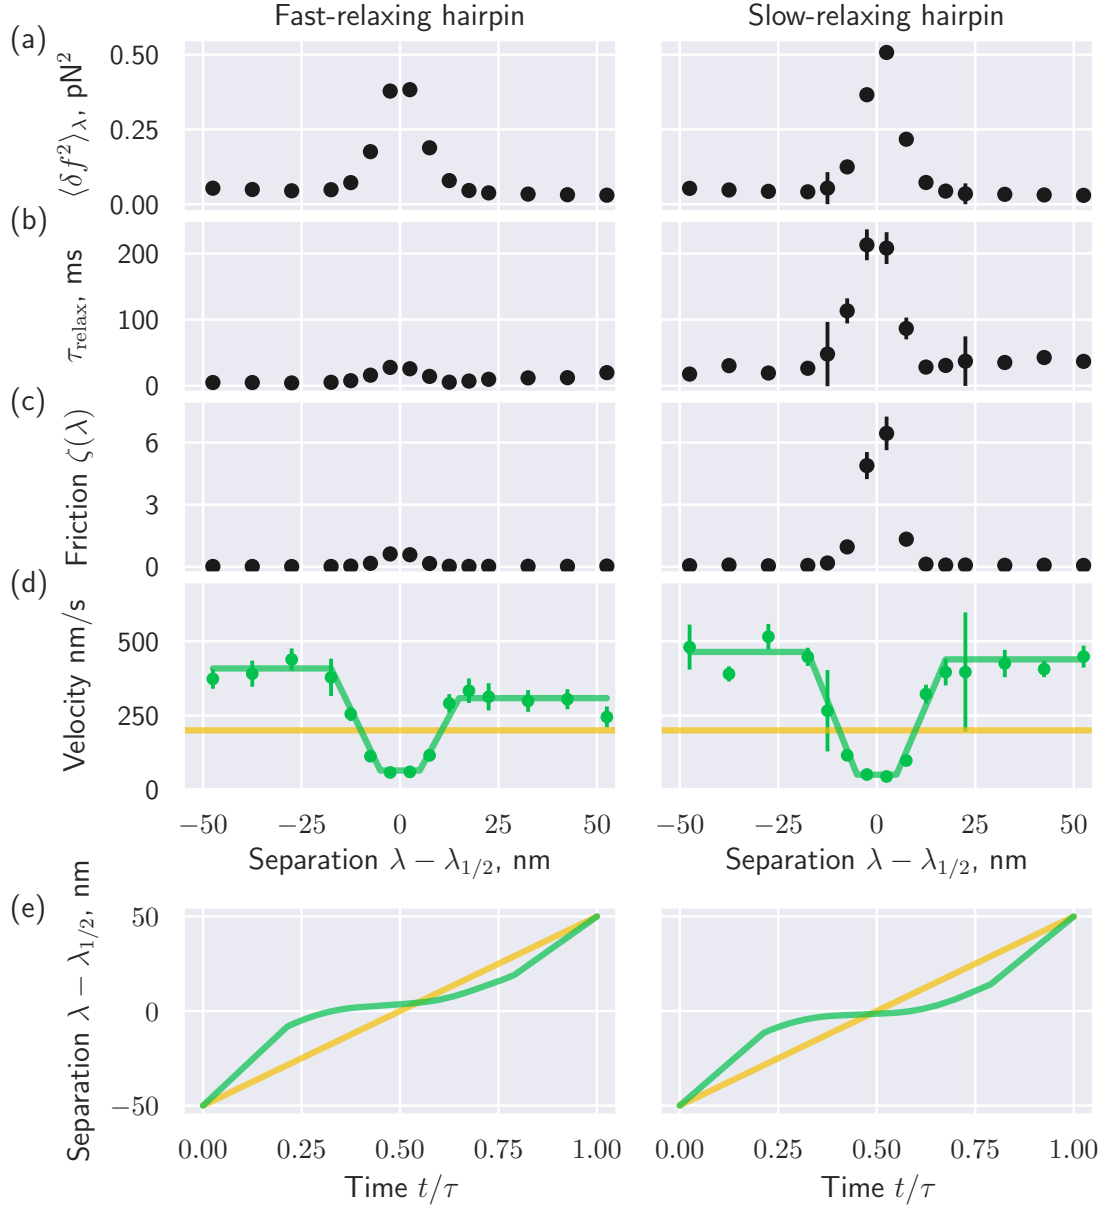 Fast-relaxing hairpin Slow-relaxing hairpin
(a)
⟨δf²⟩λ, pN²
0.50
0.25
0.00
(b)
τrelax, ms
200
100
0
(c)
Friction ζ(λ)
6
3
0
(d)
Velocity nm/s
500
250
0
−50 −25 0 25 50 −50 −25 0 25 50
Separation λ − λ1/2, nm Separation λ − λ1/2, nm
(e)
Separation λ − λ1/2, nm
50
0
−50
0.00 0.25 0.50 0.75 1.00 0.00 0.25 0.50 0.75 1.00
Time t/τ Time t/τ